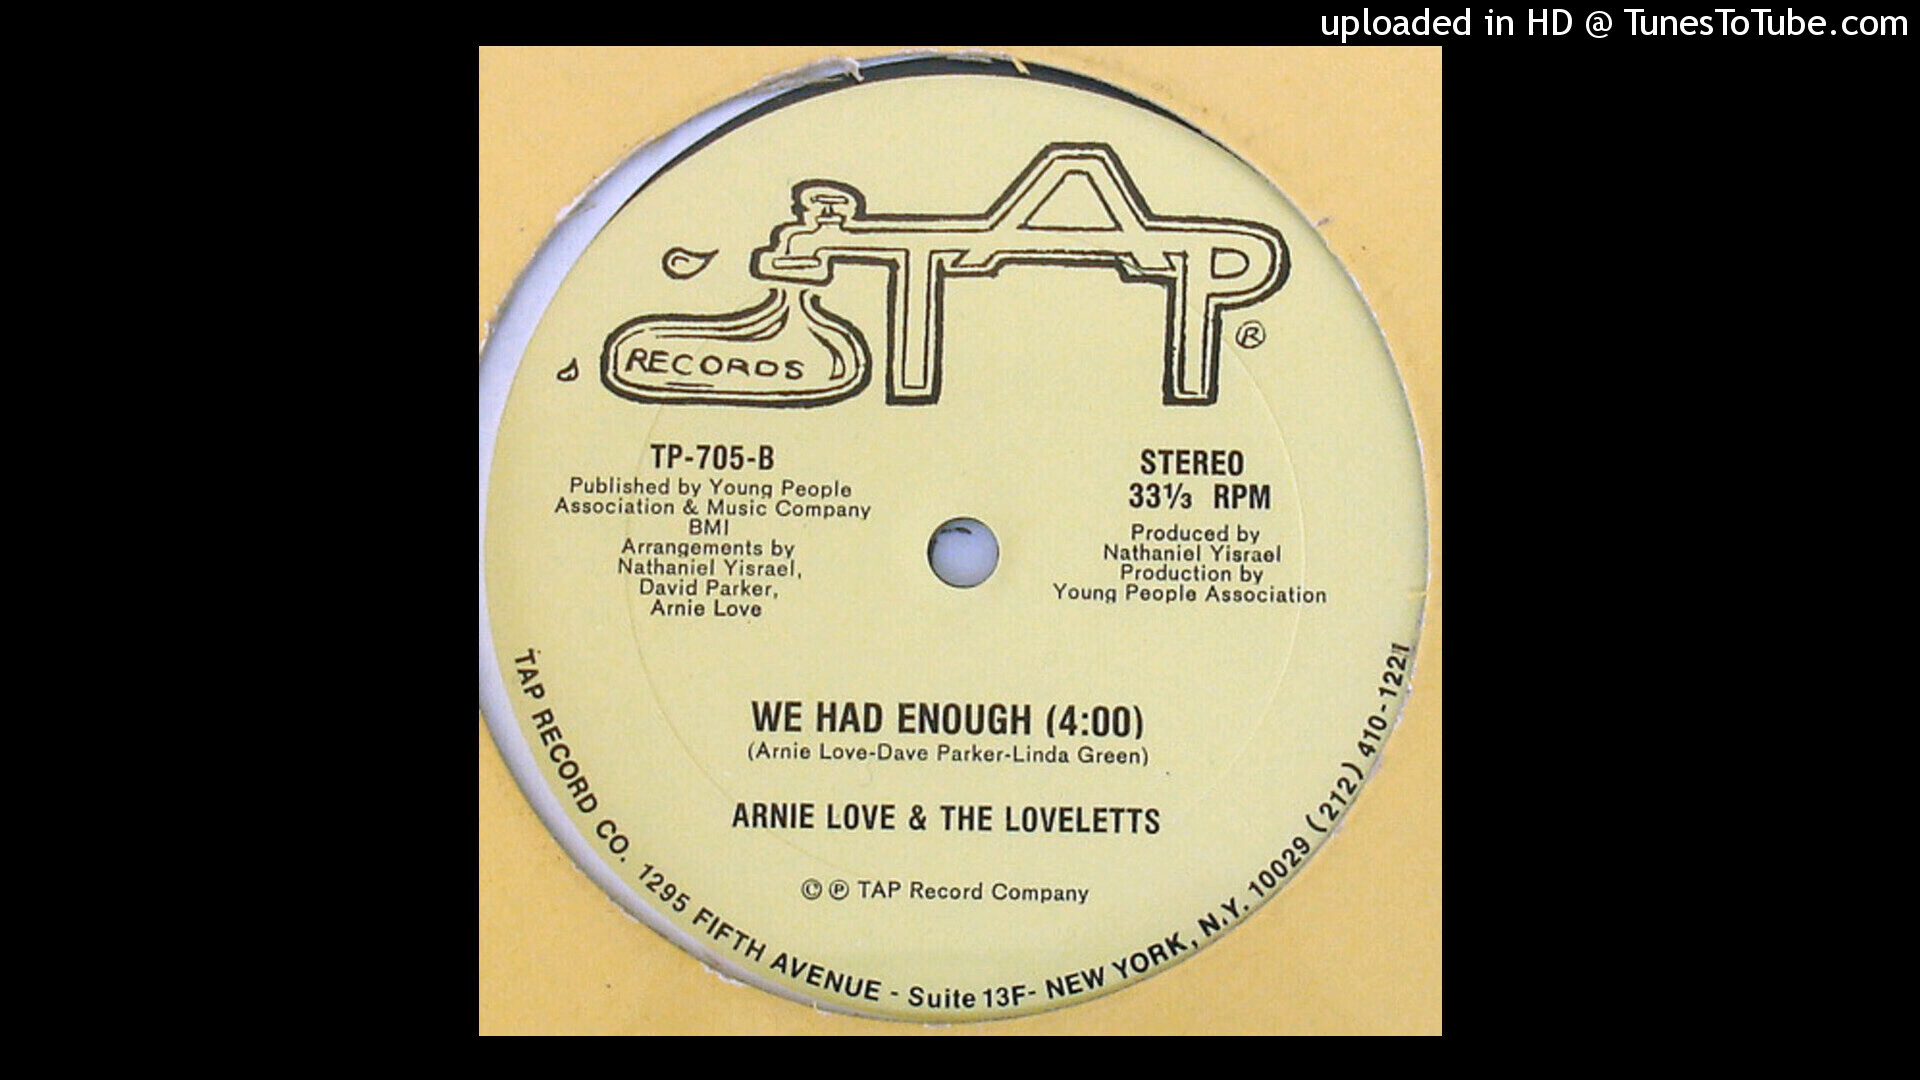 uploaded in HD @ TunesToTube.com
TAP
®
RECORDS
TP-705-B
Published by Young People
Association & Music Company
BMI
Arrangements by
Nathaniel Yisrael,
David Parker,
Arnie Love
STEREO
33⅓ RPM
Produced by
Nathaniel Yisrael
Production by
Young People Association
WE HAD ENOUGH (4:00)
(Arnie Love-Dave Parker-Linda Green)
ARNIE LOVE & THE LOVELETTS
© ℗ TAP Record Company
TAP RECORD CO. 1295 FIFTH AVENUE - Suite 13F- NEW YORK, N.Y. 10029 (212) 410-1221